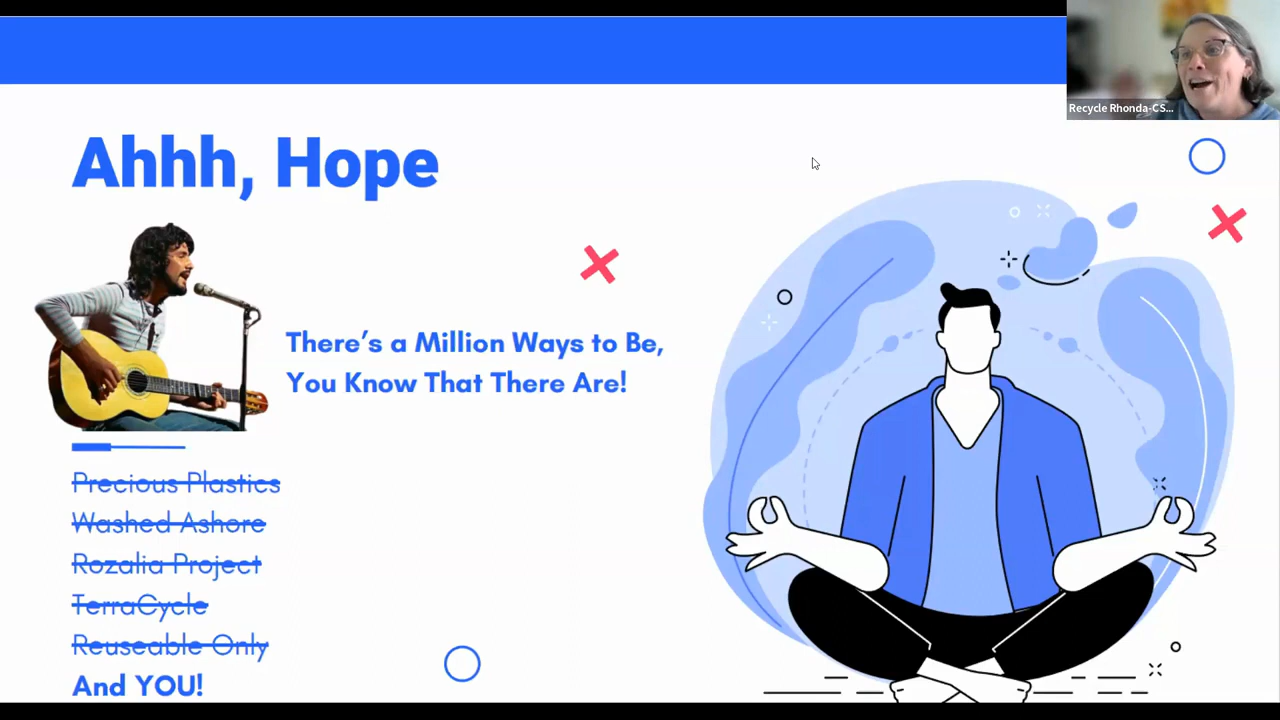 Recycle Rhonda-CS...
Ahhh, Hope
There's a Million Ways to Be,
You Know That There Are!
Precious Plastics
Washed Ashore
Rozalia Project
TerraCycle
Reuseable Only
And YOU!